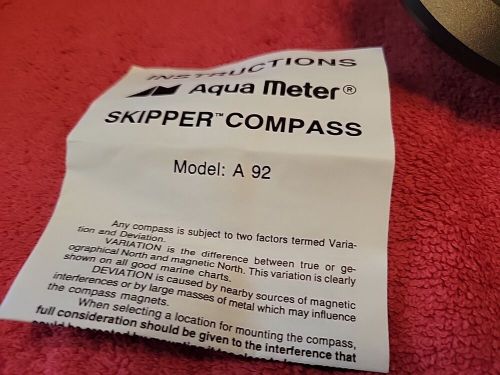 INSTRUCTIONS
Aqua Meter®
SKIPPER™ COMPASS
Model: A 92
Any compass is subject to two factors termed Varia-
tion and Deviation.
VARIATION is the difference between true or ge-
ographical North and magnetic North. This variation is clearly
shown on all good marine charts.
DEVIATION is caused by nearby sources of magnetic
interferences or by large masses of metal which may influence
the compass magnets.
When selecting a location for mounting the compass,
full consideration should be given to the interference that
could